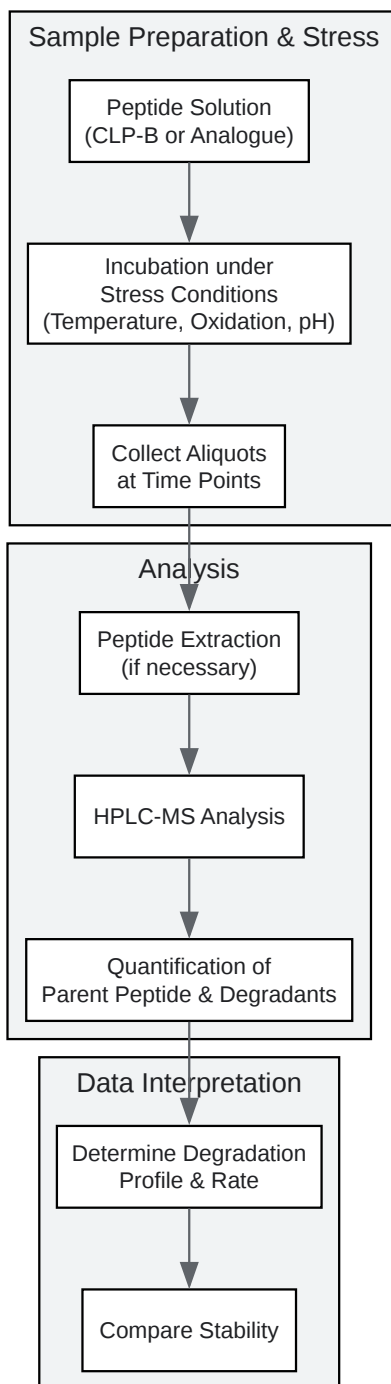 Sample Preparation & Stress
Peptide Solution
(CLP-B or Analogue)
Incubation under
Stress Conditions
(Temperature, Oxidation, pH)
Collect Aliquots
at Time Points
Analysis
Peptide Extraction
(if necessary)
HPLC-MS Analysis
Quantification of
Parent Peptide & Degradants
Data Interpretation
Determine Degradation
Profile & Rate
Compare Stability